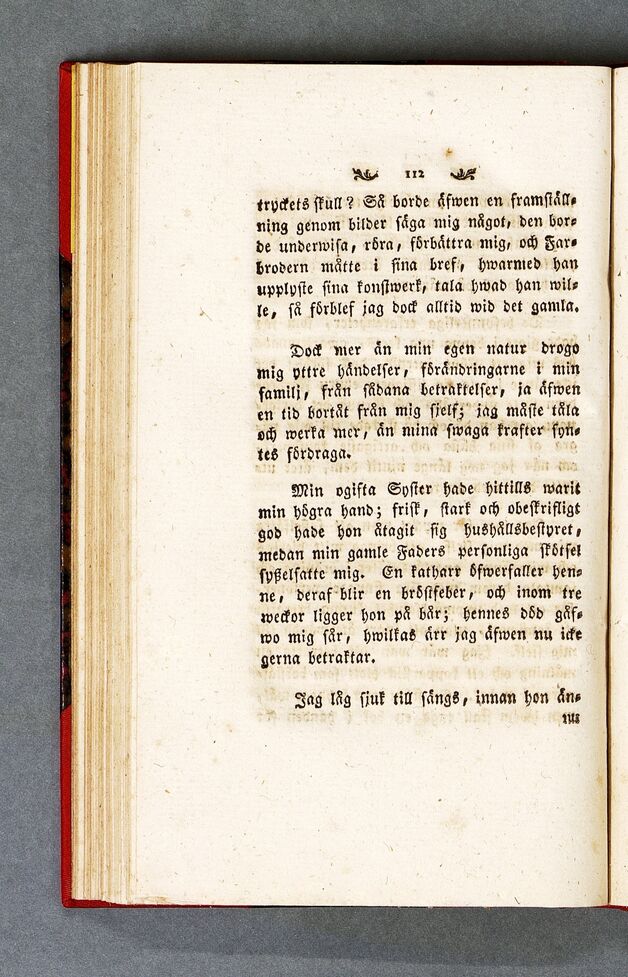 112
tryckets skull? Så borde äfwen en framställ-
ning genom bilder säga mig något, den bor-
de underwisa, röra, förbättra mig, och Far-
brodern måtte i sina bref, hwarmed han
upplyste sina konstwerk, tala hwad han wil-
le, så förblef jag dock alltid wid det gamla.
Dock mer än min egen natur drogo
mig yttre händelser, förändringarne i min
familj, från sådana betraktelser, ja äfwen
en tid bortåt från mig sjelf; jag måste tåla
och werka mer, än mina swaga krafter syn-
tes fördraga.
Min ogifta Syster hade hittills warit
min högra hand; frisk, stark och obeskrifligt
god hade hon åtagit sig hushållsbestyret,
medan min gamle Faders personliga skötsel
sysselsatte mig. En katharr öfwerfaller hen-
ne, deraf blir en bröstfeber, och inom tre
weckor ligger hon på bår; hennes död gåf-
wo mig sår, hwilkas ärr jag äfwen nu icke
gerna betraktar.
Jag låg sjuk till sängs, innan hon än-
nu